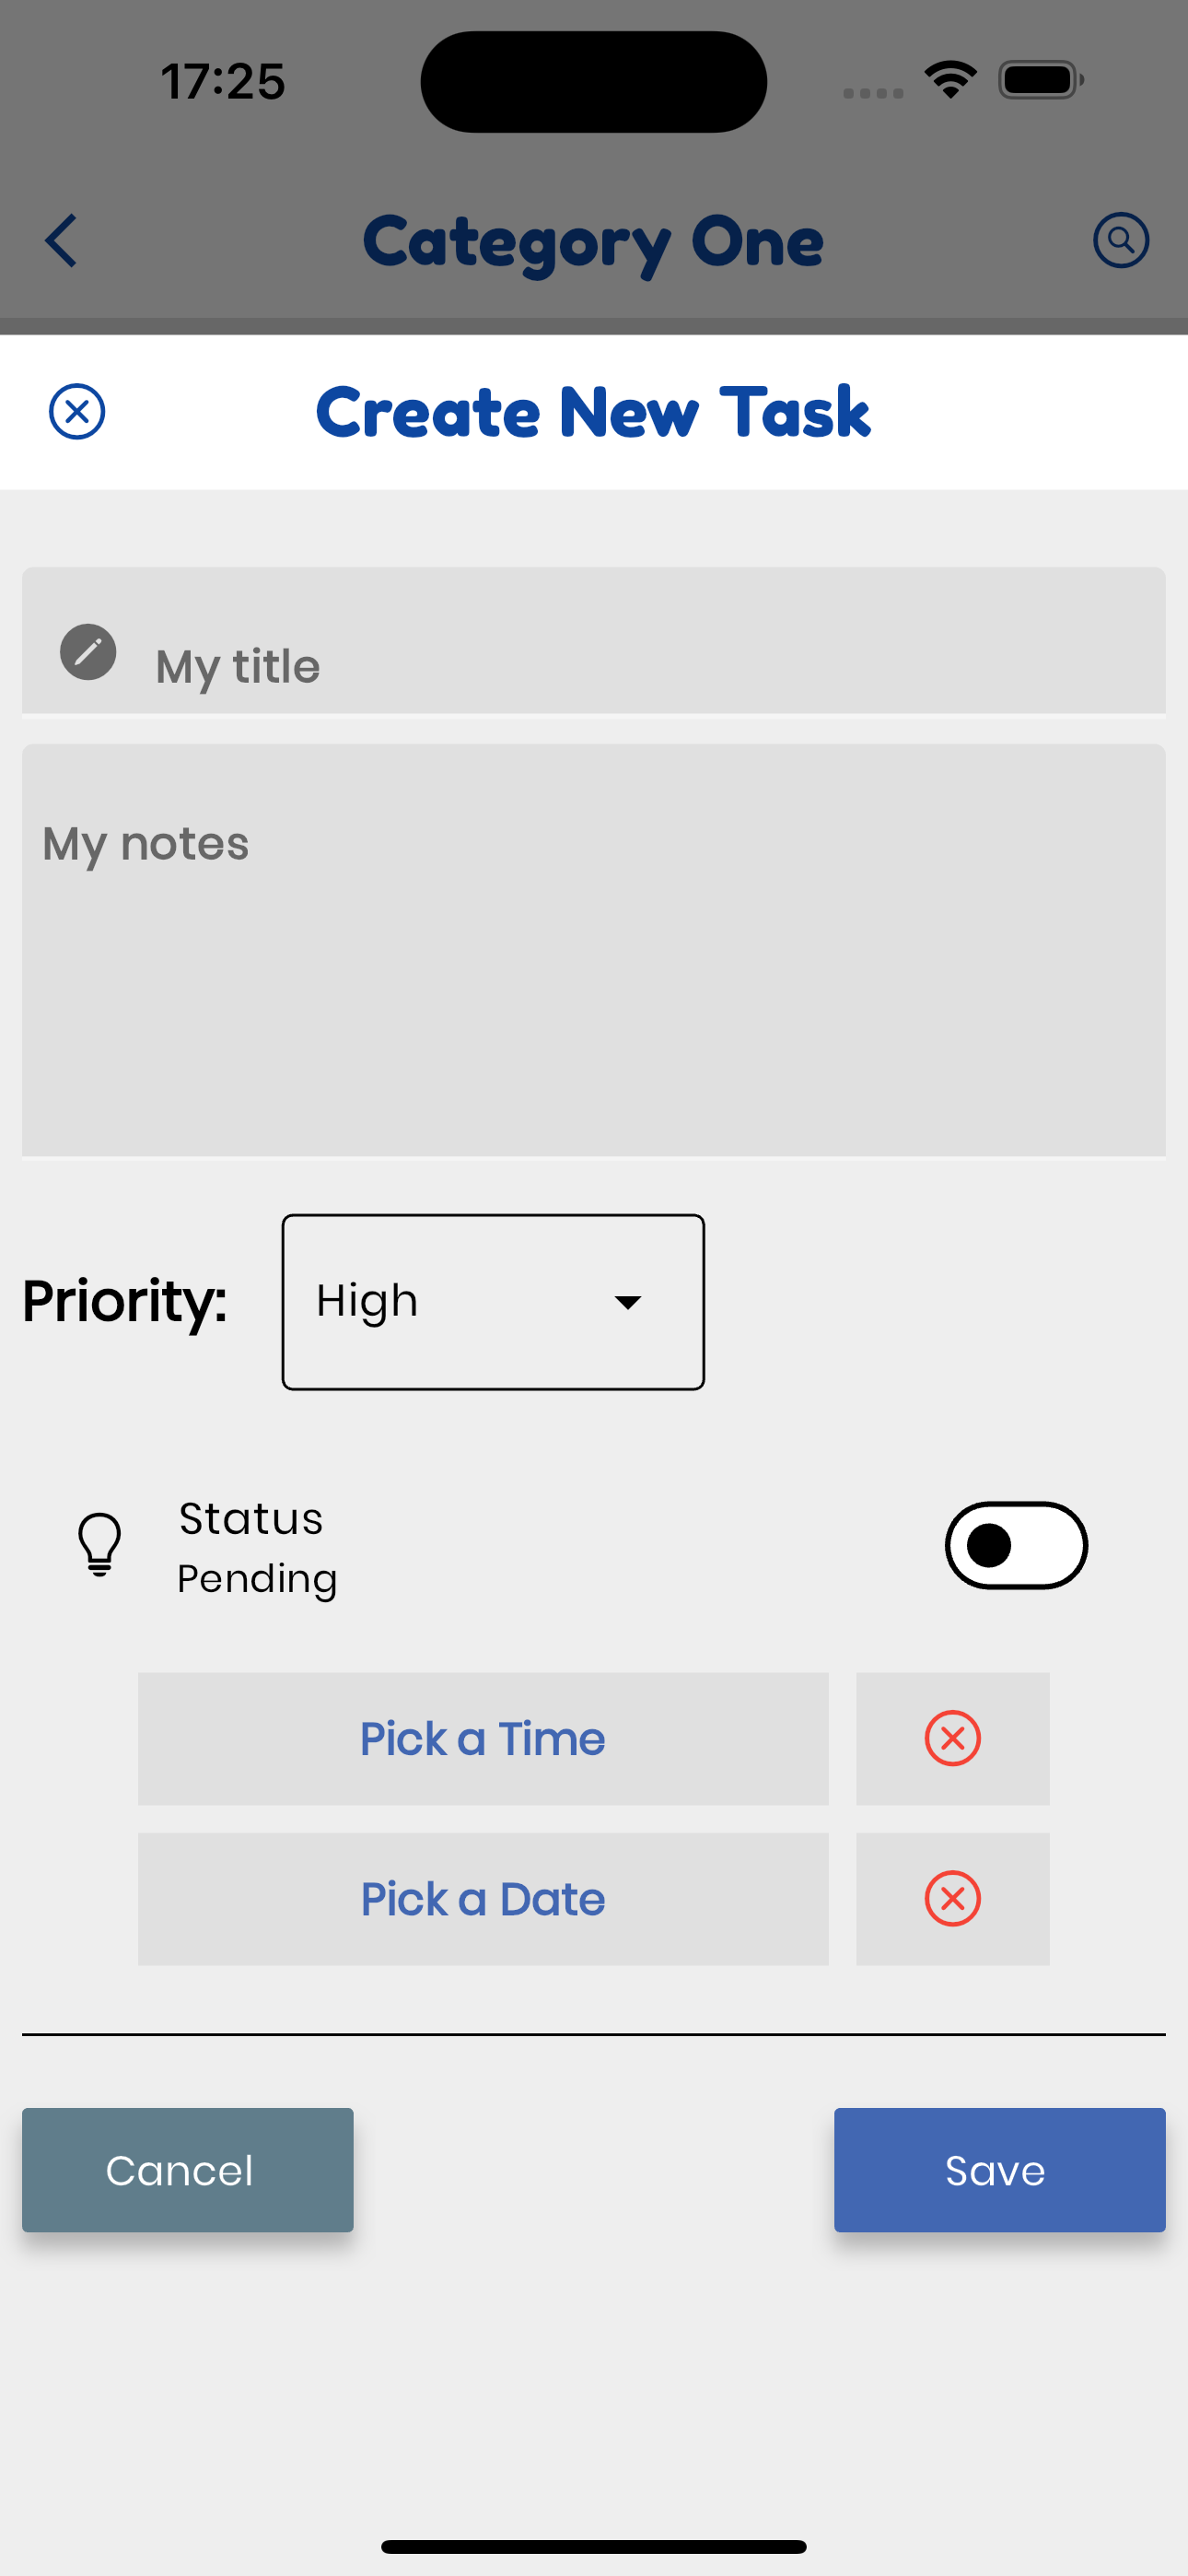 17:25
Category One
Create New Task
My title
My notes
Priority:
High
Status
Pending
Pick a Time
Pick a Date
Cancel
Save